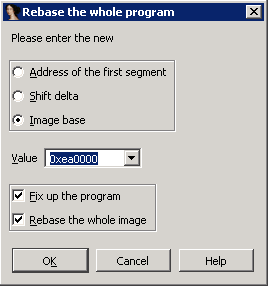 Rebase the whole program
Please enter the new
Address of the first segment
Shift delta
Image base
Value 0xea0000
Fix up the program
Rebase the whole image
OK Cancel Help